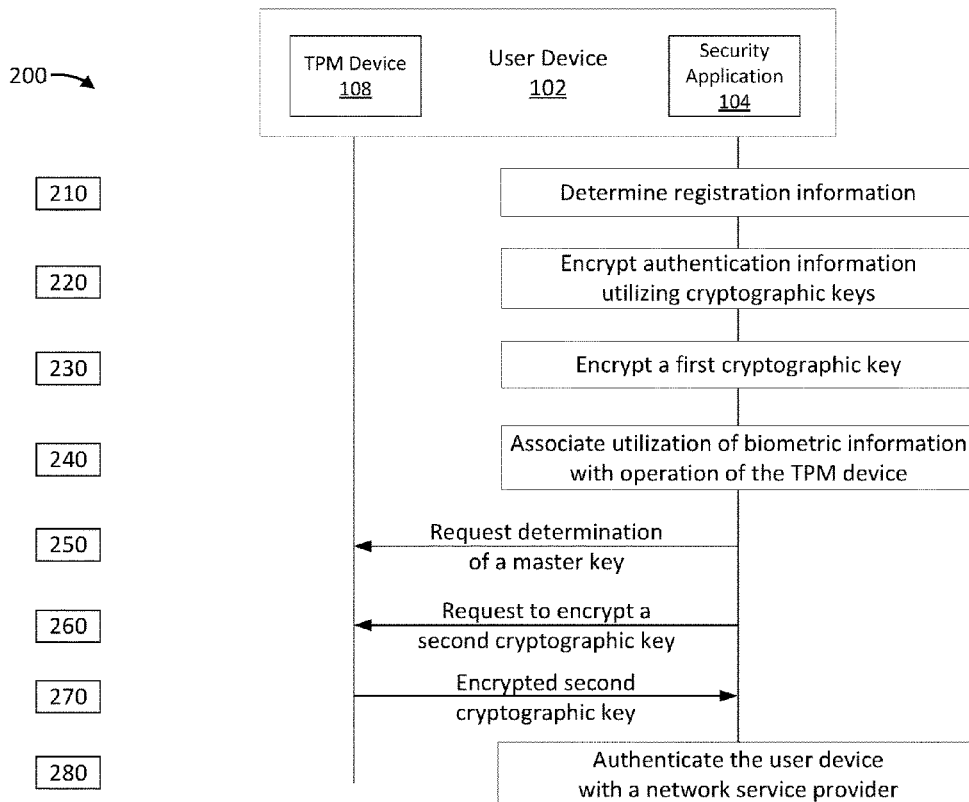 200
TPM Device
108
User Device
102
Security
Application
104
210
Determine registration information
220
Encrypt authentication information
utilizing cryptographic keys
230
Encrypt a first cryptographic key
240
Associate utilization of biometric information
with operation of the TPM device
250
Request determination
of a master key
260
Request to encrypt a
second cryptographic key
270
Encrypted second
cryptographic key
280
Authenticate the user device
with a network service provider